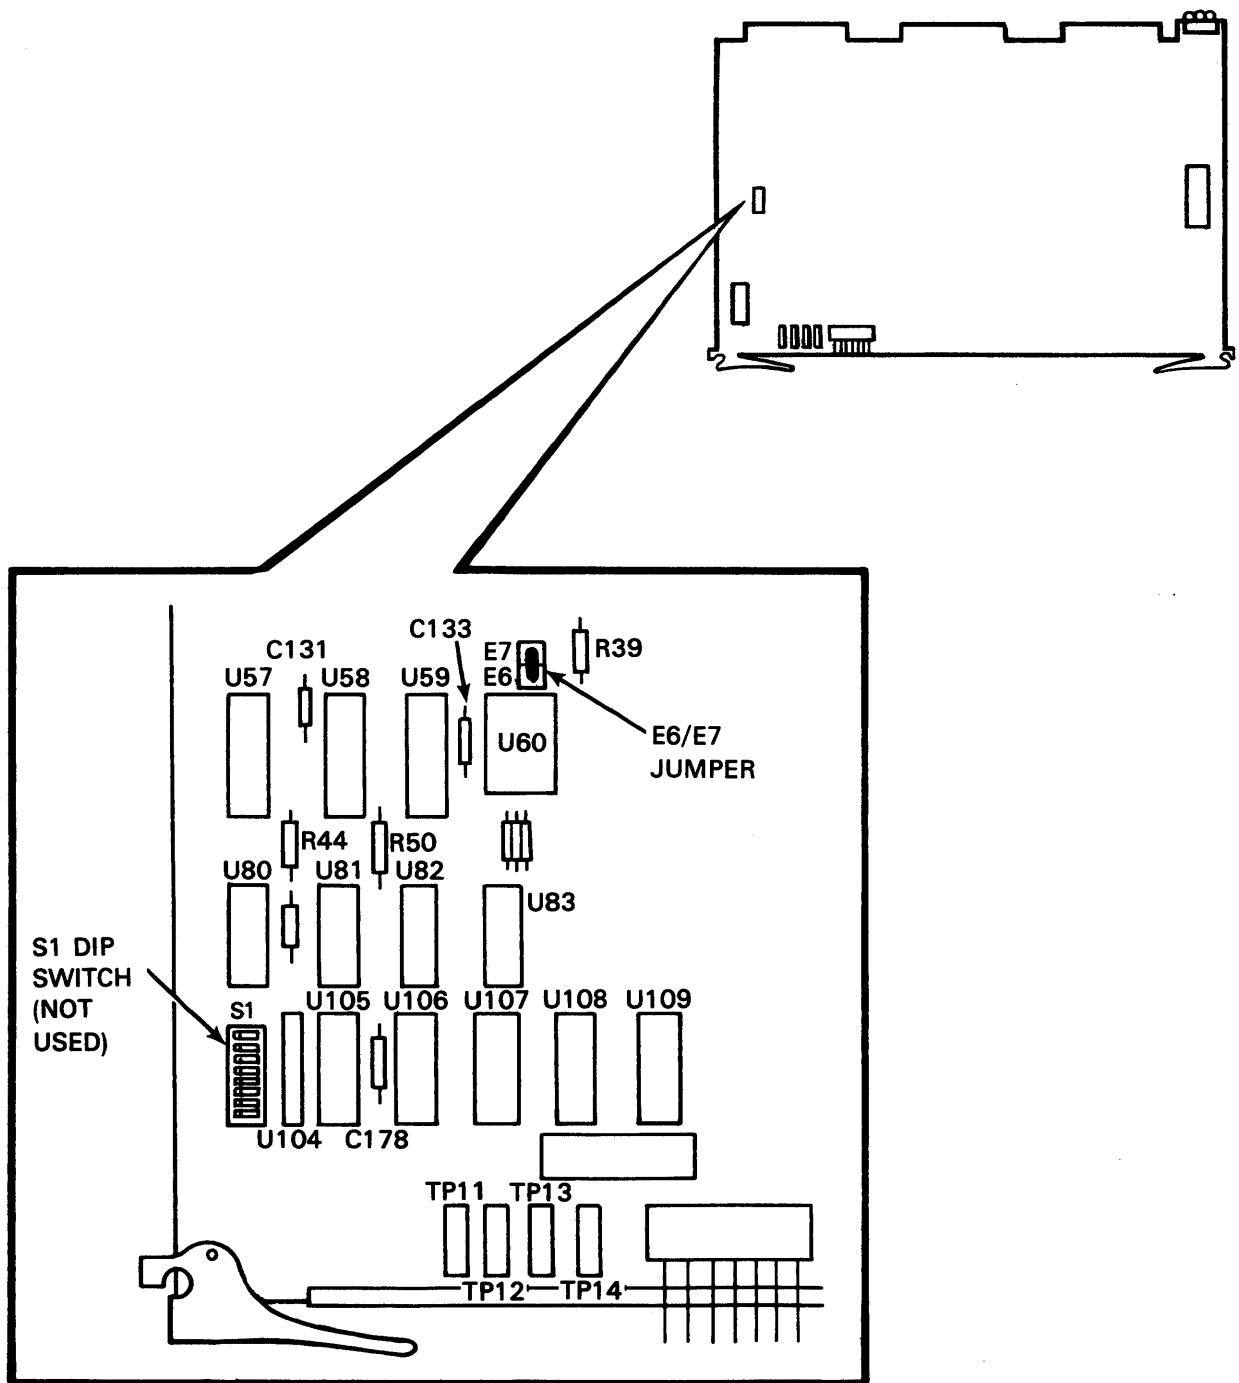 C133
E7
R39
C131
U57
U58
U59
E6
U60
E6/E7
JUMPER
R44
R50
U80
U81
U82
U83
S1 DIP
SWITCH
(NOT
USED)
S1
U105
U106
U107
U108
U109
U104
C178
TP11
TP13
TP12
TP14